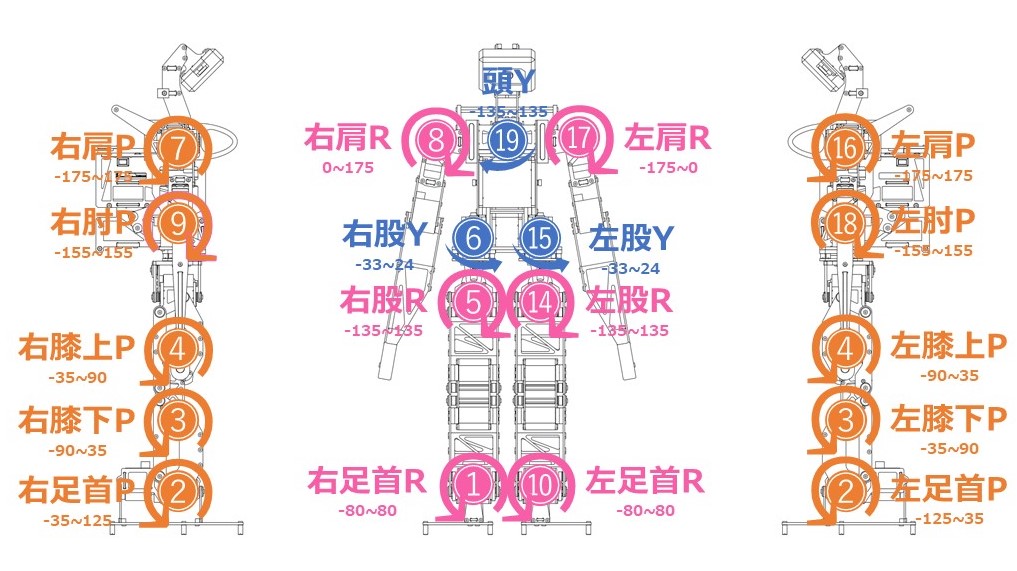 右肩P
-175~175
7
右肘P
-155~155
9
右膝上P
-35~90
4
右膝下P
-90~35
3
右足首P
-35~125
2
頭Y
-135~135
19
右肩R
0~175
8
17
左肩R
-175~0
右股Y
-33~24
6
15
左股Y
-33~24
右股R
-135~135
5
14
左股R
-135~135
右足首R
-80~80
1
10
左足首R
-80~80
16
左肩P
-175~175
18
左肘P
-155~155
4
左膝上P
-90~35
3
左膝下P
-35~90
2
左足首P
-125~35